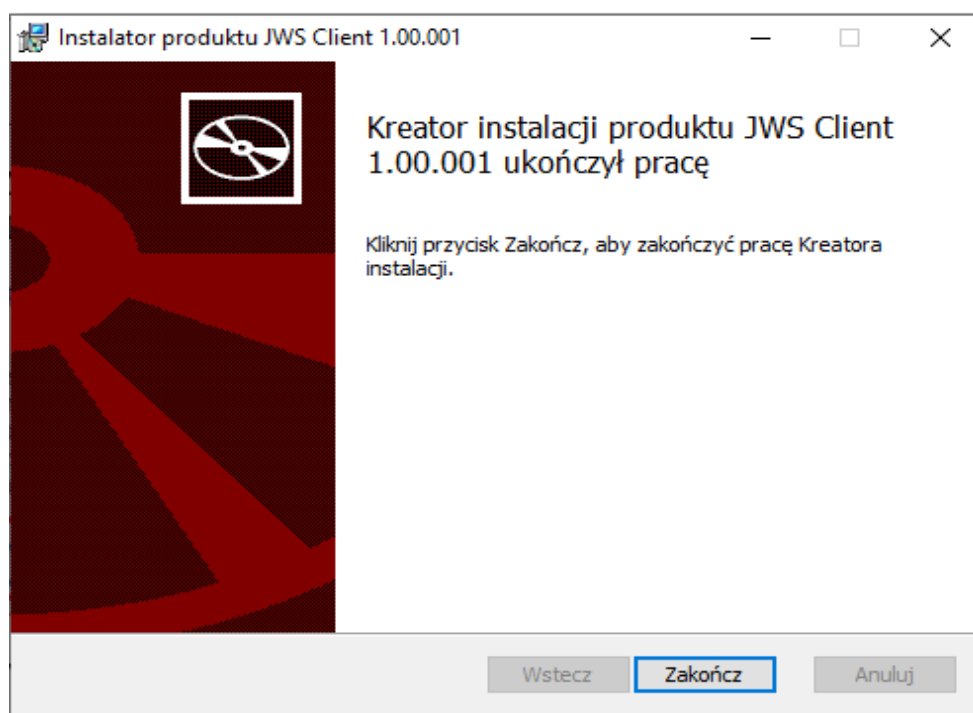 Instalator produktu JWS Client 1.00.001
Kreator instalacji produktu JWS Client
1.00.001 ukończył pracę
Kliknij przycisk Zakończ, aby zakończyć pracę Kreatora
instalacji.
Wstecz
Zakończ
Anuluj